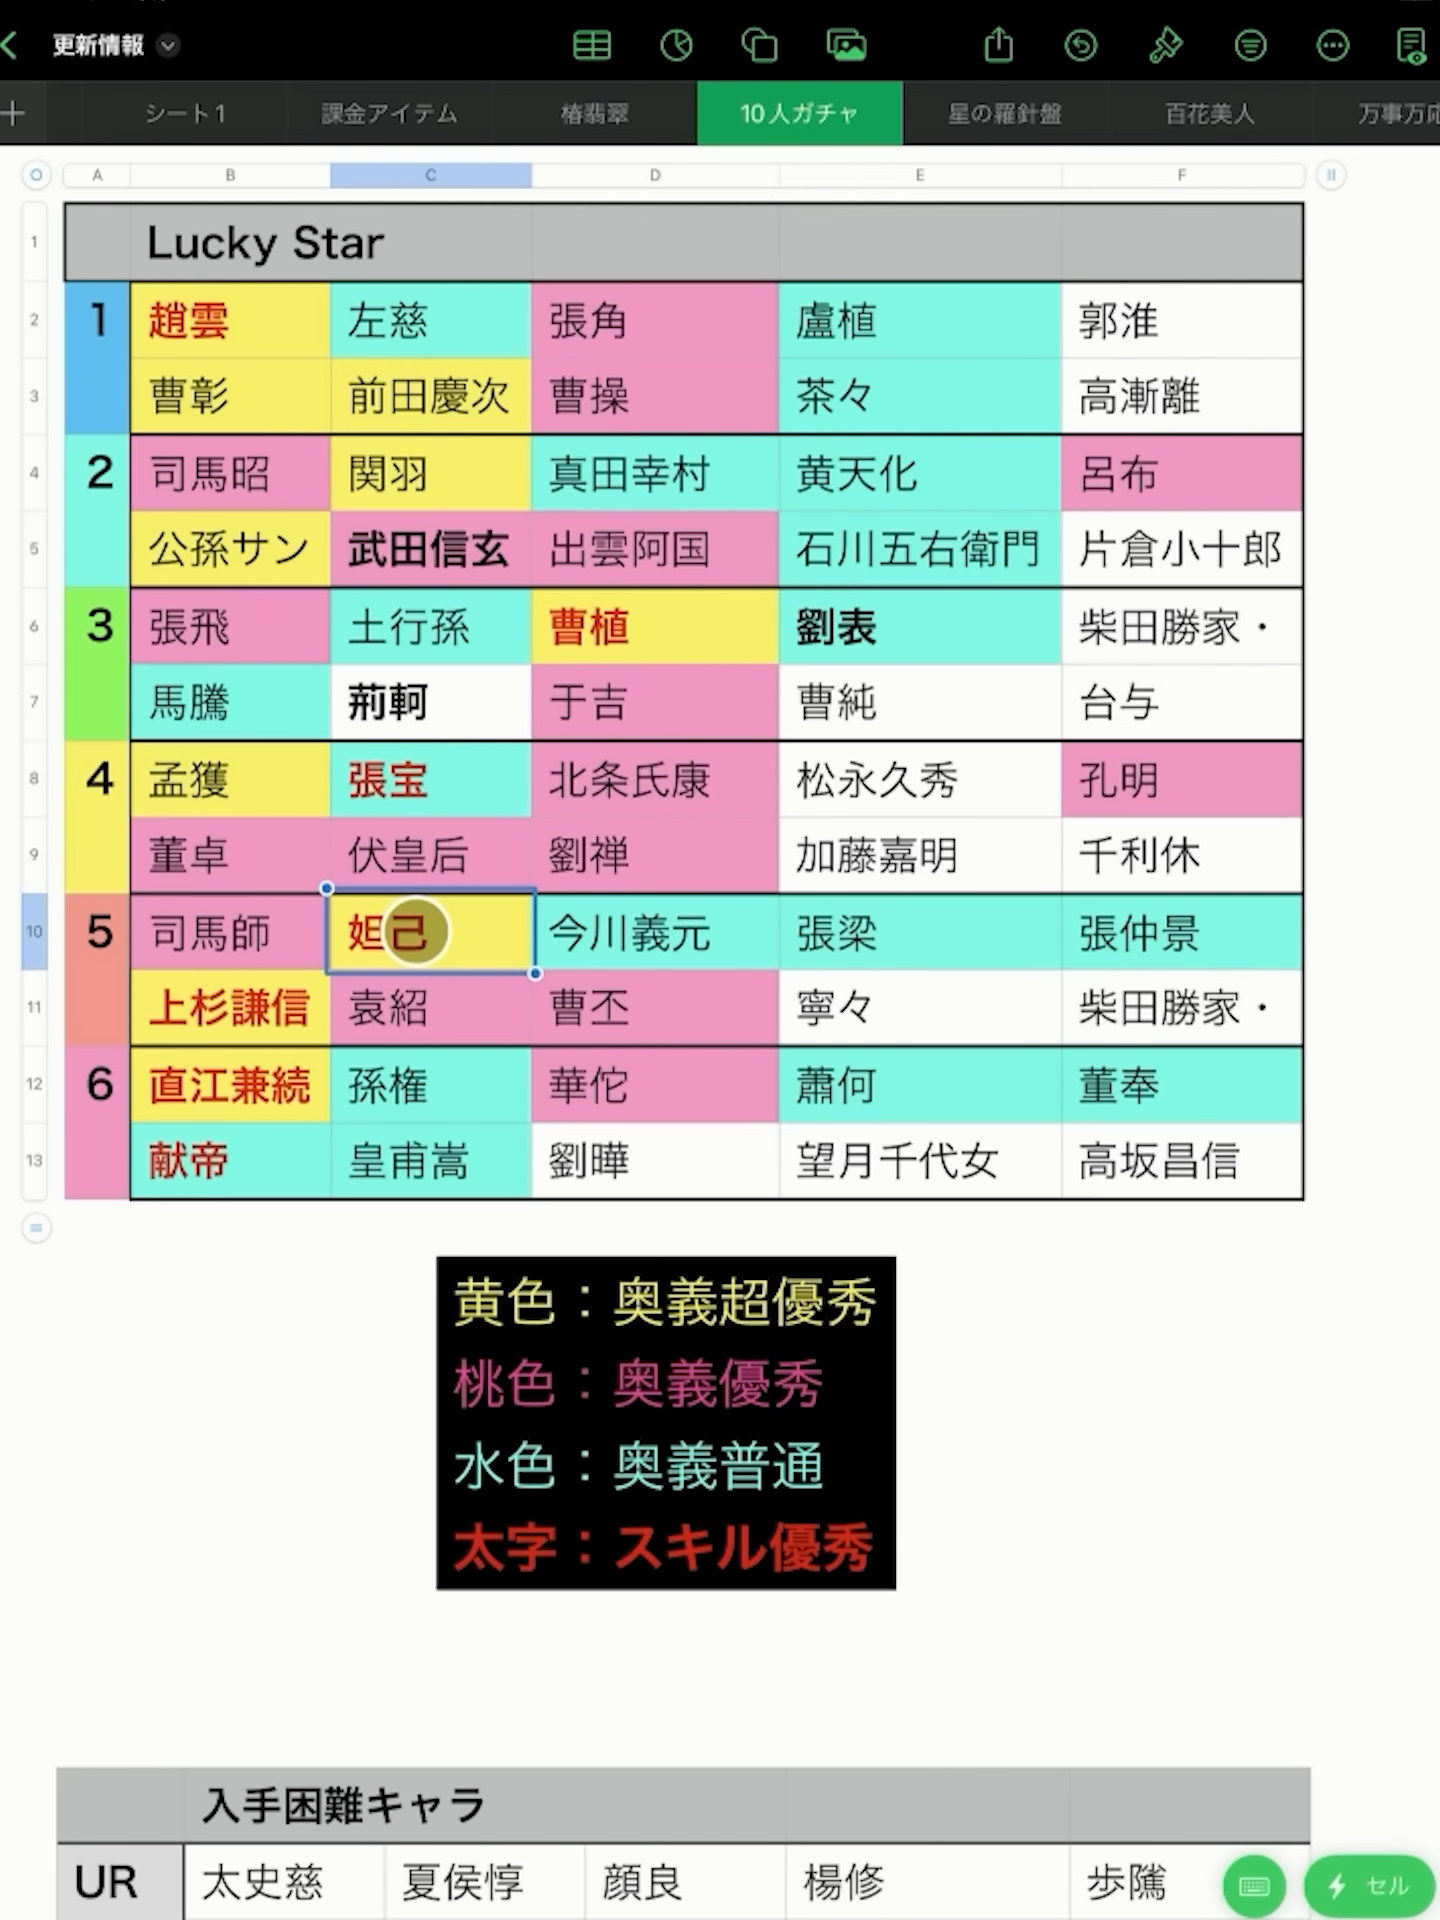 更新情報
シート1 課金アイテム 椿翡翠 10人ガチャ 星の羅針盤 百花美人 万事万応
A B C D E F
1 Lucky Star
2 1 趙雲 左慈 張角 盧植 郭淮
3 曹彰 前田慶次 曹操 茶々 高漸離
4 2 司馬昭 関羽 真田幸村 黄天化 呂布
5 公孫サン 武田信玄 出雲阿国 石川五右衛門 片倉小十郎
6 3 張飛 土行孫 曹植 劉表 柴田勝家・
7 馬騰 荊軻 于吉 曹純 台与
8 4 孟獲 張宝 北条氏康 松永久秀 孔明
9 董卓 伏皇后 劉禅 加藤嘉明 千利休
10 5 司馬師 妲己 今川義元 張梁 張仲景
11 上杉謙信 袁紹 曹丕 寧々 柴田勝家・
12 6 直江兼続 孫権 華佗 蕭何 董奉
13 献帝 皇甫嵩 劉曄 望月千代女 高坂昌信
黄色：奥義超優秀
桃色：奥義優秀
水色：奥義普通
太字：スキル優秀
入手困難キャラ
UR 太史慈 夏侯惇 顔良 楊修 歩隲
セル